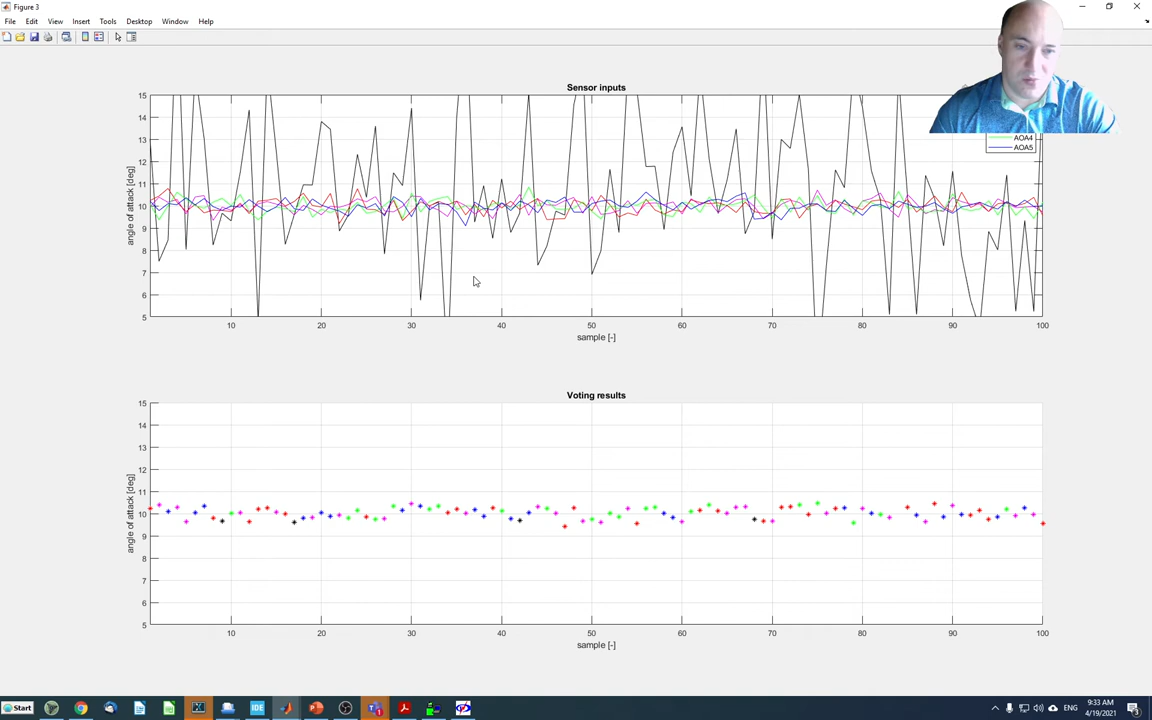 Figure 3
File Edit View Insert Tools Desktop Window Help
Sensor inputs
15
14
13
12
11
10
9
8
7
6
5
angle of attack [deg]
AOA4
AOA5
10 20 30 40 50 60 70 80 90 100
sample [-]
Voting results
15
14
13
12
11
10
9
8
7
6
5
angle of attack [deg]
10 20 30 40 50 60 70 80 90 100
sample [-]
Start
IDE
ENG
9:33 AM
4/19/2021